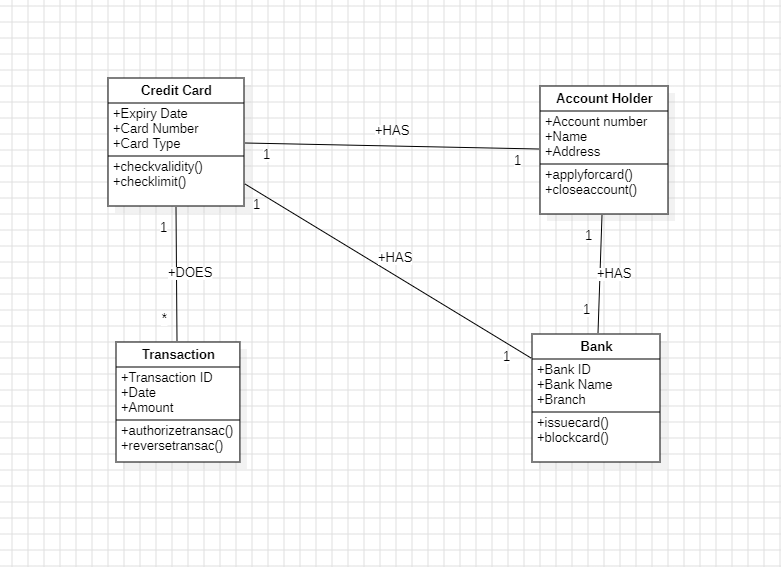 Credit Card
+Expiry Date
+Card Number
+Card Type
+checkvalidity()
+checklimit()
Account Holder
+Account number
+Name
+Address
+applyforcard()
+closeaccount()
+HAS
1
1
1
+HAS
1
1
+HAS
1
1
+DOES
*
Transaction
+Transaction ID
+Date
+Amount
+authorizetransac()
+reversetransac()
Bank
+Bank ID
+Bank Name
+Branch
+issuecard()
+blockcard()